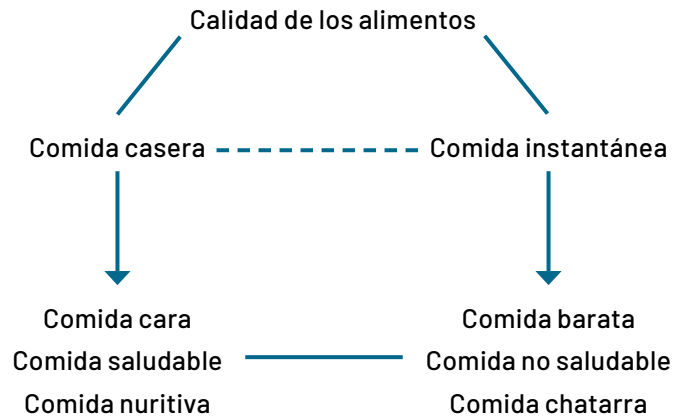 Calidad de los alimentos
Comida casera
Comida instantánea
Comida cara
Comida saludable
Comida nuritiva
Comida barata
Comida no saludable
Comida chatarra